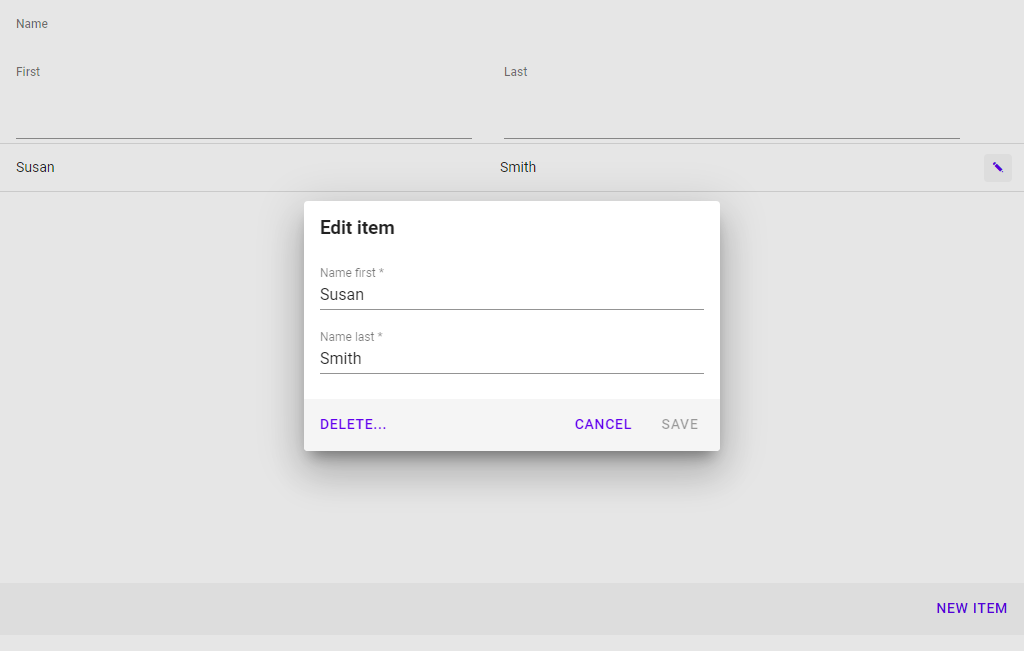 Name
First Last
Susan Smith
Edit item
Name first *
Susan
Name last *
Smith
DELETE... CANCEL SAVE
NEW ITEM